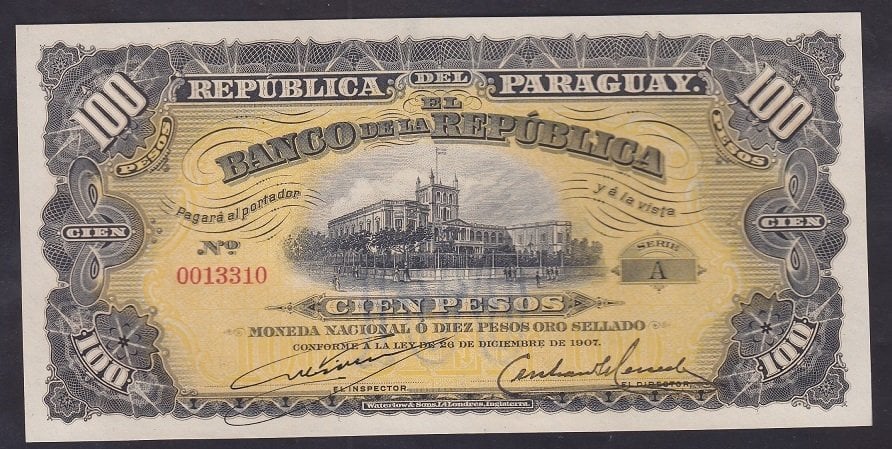 100 REPÚBLICA DEL PARAGUAY. 100
EL
BANCO DE LA REPÚBLICA
PESOS PESOS
Pagará al portador y á la vista
CIEN CIEN
Nº SERIE
0013310 A
CIEN PESOS
MONEDA NACIONAL Ó DIEZ PESOS ORO SELLADO
CONFORME A LA LEY DE 26 DE DICIEMBRE DE 1907.
100 100
EL INSPECTOR EL DIRECTOR
Waterlow & Sons, Ld Londres, Inglaterra.